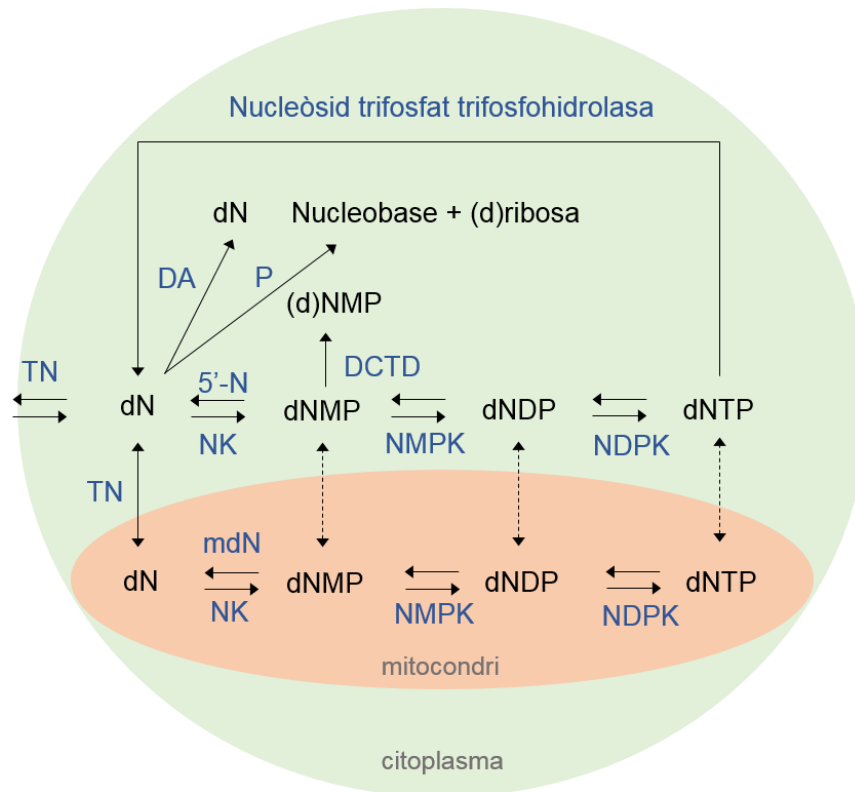 Nucleòsid trifosfat trifosfohidrolasa
dN Nucleobase + (d)ribosa
DA P
(d)NMP
TN 5’-N DCTD
dN dNMP dNDP dNTP
NK NMPK NDPK
TN
mdN
dN dNMP dNDP dNTP
NK NMPK NDPK
mitocondri
citoplasma